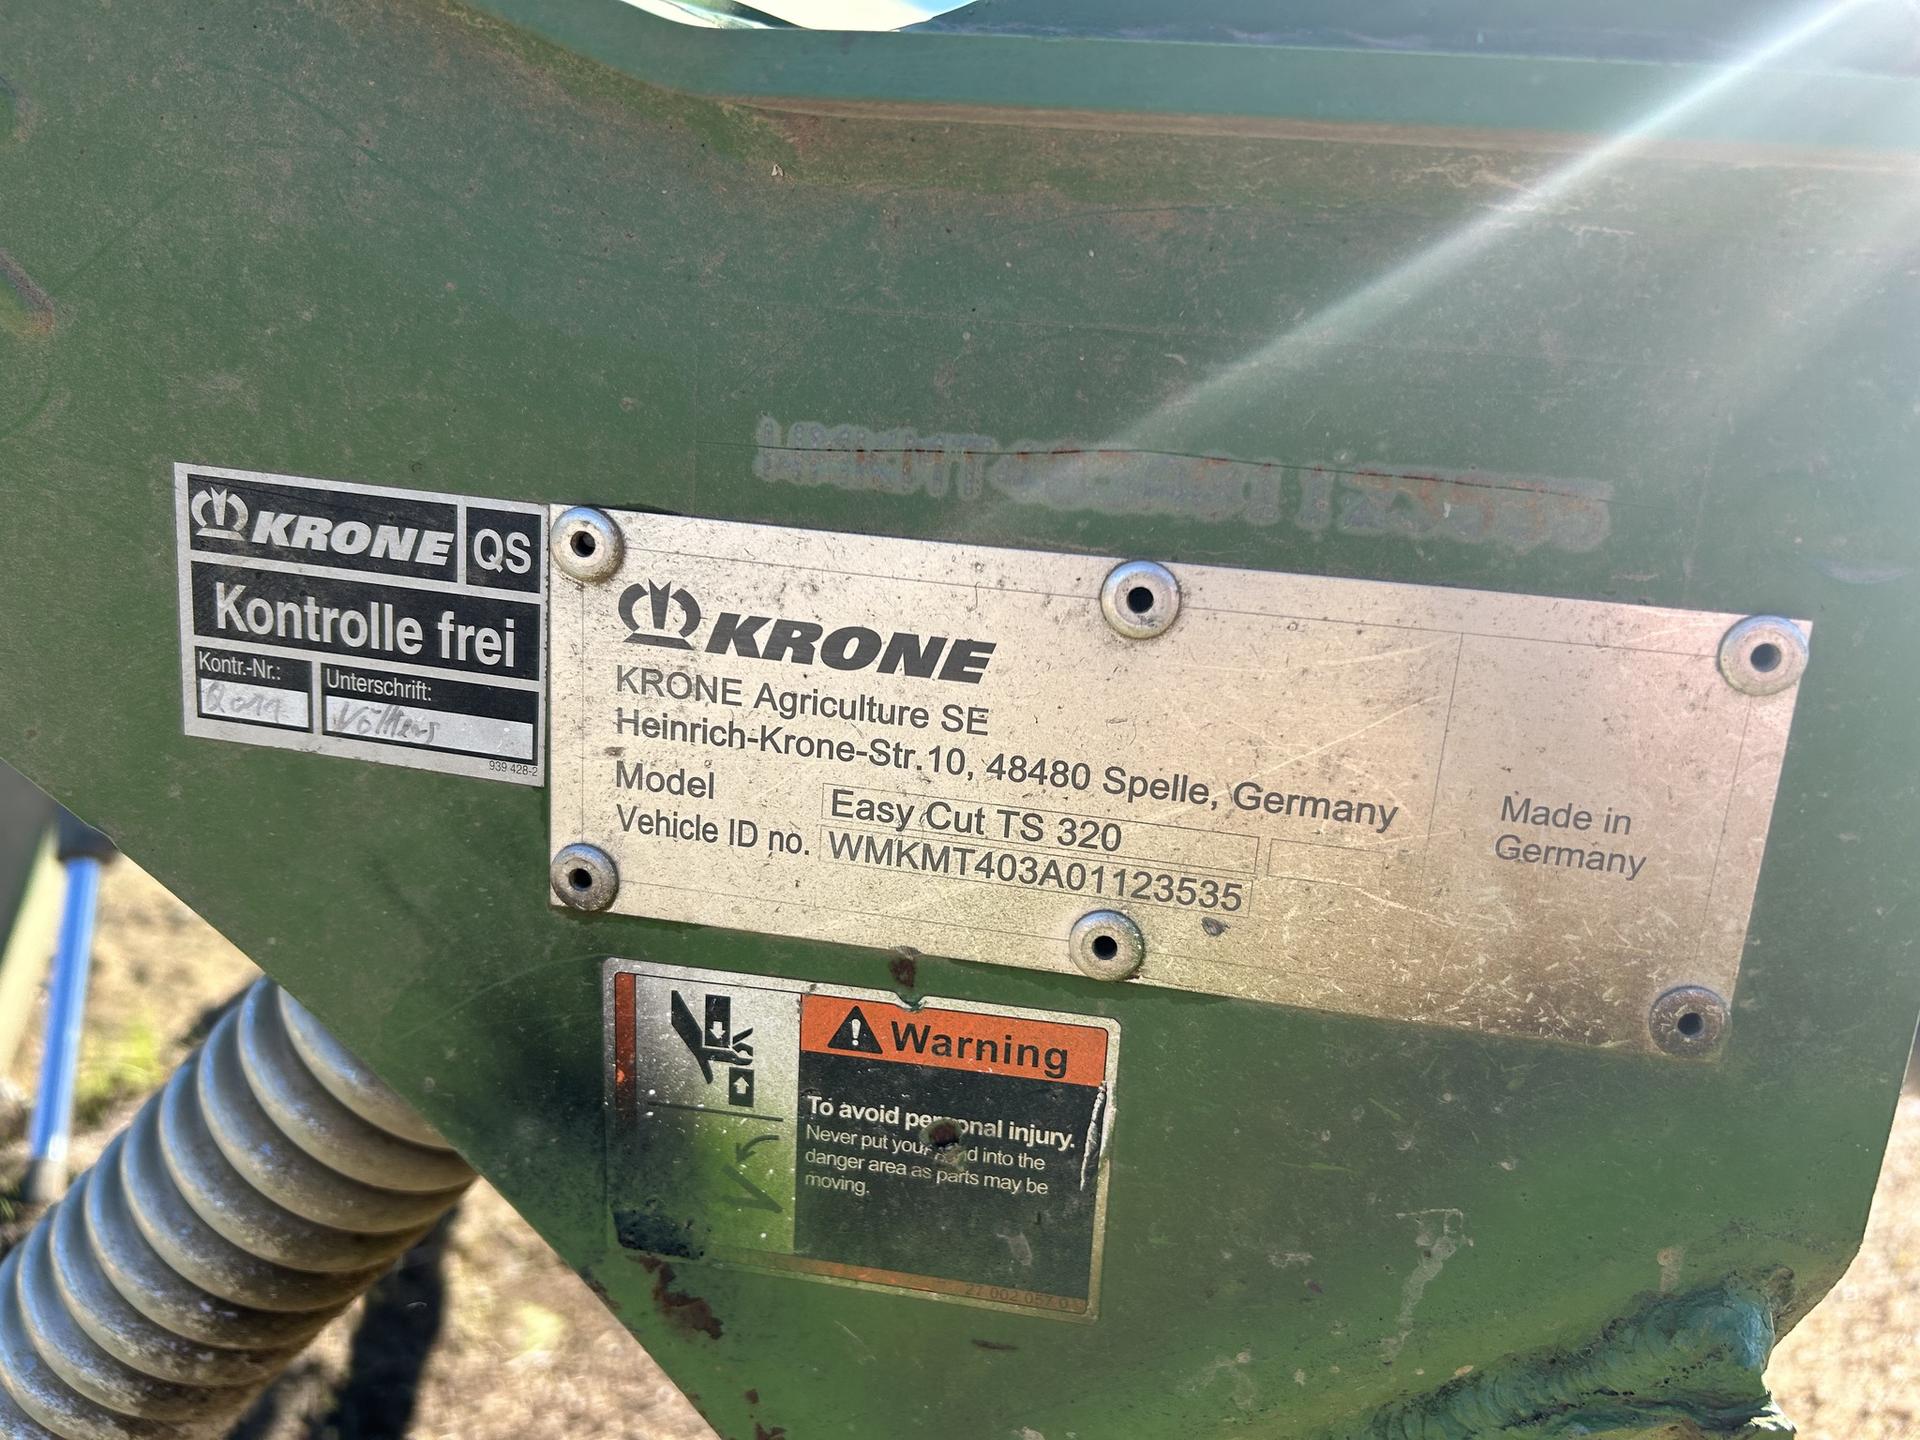 KRONE QS
Kontrolle frei
Kontr.-Nr.: Unterschrift:
939 428-2
KRONE
KRONE Agriculture SE
Heinrich-Krone-Str.10, 48480 Spelle, Germany
Model Easy Cut TS 320
Vehicle ID no. WMKMT403A01123535
Made in
Germany
Warning
To avoid personal injury.
Never put your hand into the
danger area as parts may be
moving.